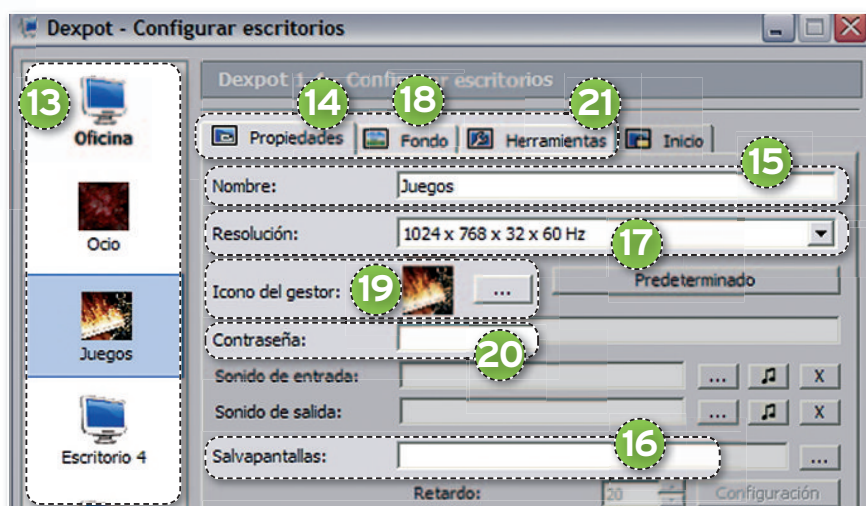 Dexpot - Configurar escritorios
Dexpot 1.4 - Configurar escritorios
13
14
18
21
Oficina
Propiedades
Fondo
Herramientas
Inicio
15
Nombre: Juegos
Ocio
Resolución: 1024 x 768 x 32 x 60 Hz
17
Icono del gestor: 19 ... Predeterminado
Juegos
Contraseña:
20
Sonido de entrada: ... X
Sonido de salida: ... X
16
Escritorio 4
Salvapantallas: ...
Retardo: 20 Configuración